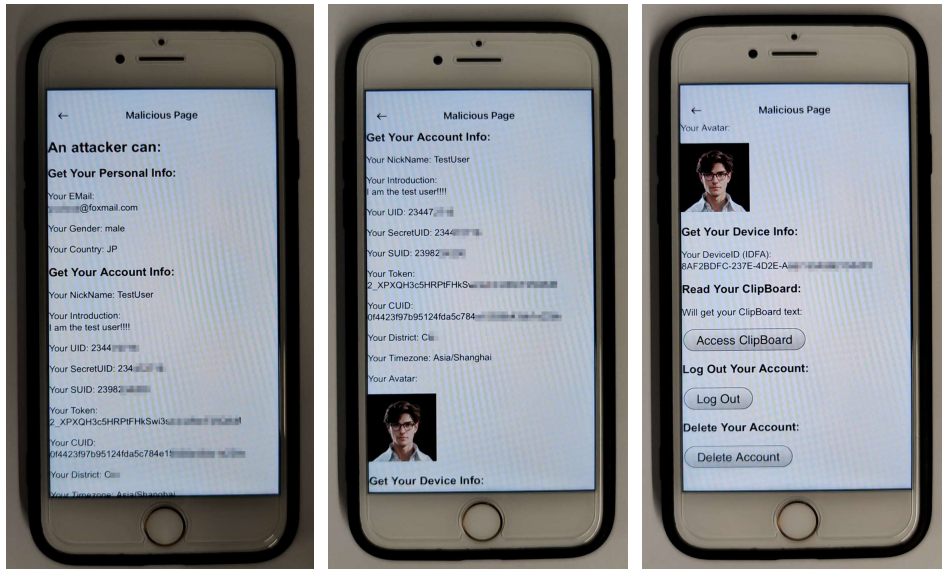 ← Malicious Page
An attacker can:
Get Your Personal Info:
Your EMail:
@foxmail.com
Your Gender: male
Your Country: JP
Get Your Account Info:
Your NickName: TestUser
Your Introduction:
I am the test user!!!!
Your UID: 2344
Your SecretUID: 234
Your SUID: 23982
Your Token:
2_XPXQH3c5HRPtFHkSwi3s
Your CUID:
0f4423f97b95124fda5c784e15
Your District: C
Your Timezone: Asia/Shanghai
← Malicious Page
Get Your Account Info:
Your NickName: TestUser
Your Introduction:
I am the test user!!!!
Your UID: 23447
Your SecretUID: 2344
Your SUID: 23982
Your Token:
2_XPXQH3c5HRPtFHkS
Your CUID:
0f4423f97b95124fda5c784
Your District: C
Your Timezone: Asia/Shanghai
Your Avatar:
Get Your Device Info:
← Malicious Page
Your Avatar:
Get Your Device Info:
Your DeviceID (IDFA):
8AF2BDFC-237E-4D2E-A
Read Your ClipBoard:
Will get your ClipBoard text:
Access ClipBoard
Log Out Your Account:
Log Out
Delete Your Account:
Delete Account